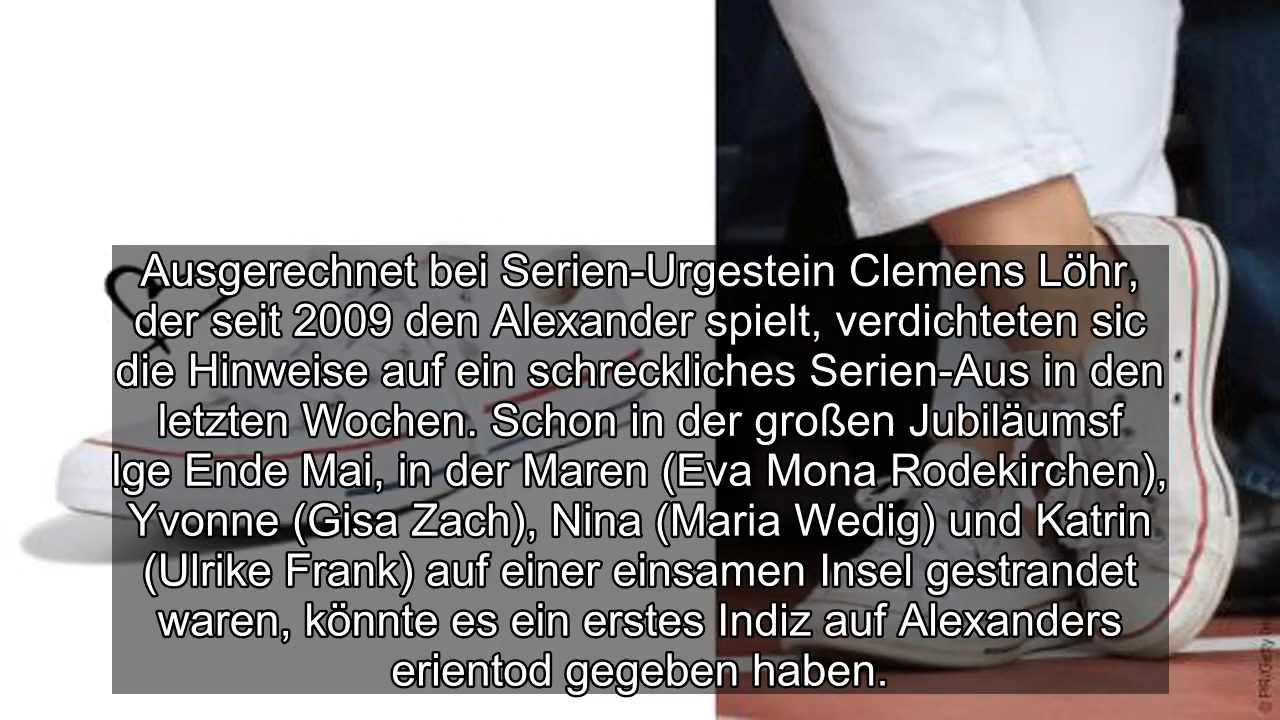 Ausgerechnet bei Serien-Urgestein Clemens Löhr,
der seit 2009 den Alexander spielt, verdichteten sic
die Hinweise auf ein schreckliches Serien-Aus in den
letzten Wochen. Schon in der großen Jubiläumsf
lge Ende Mai, in der Maren (Eva Mona Rodekirchen),
Yvonne (Gisa Zach), Nina (Maria Wedig) und Katrin
(Ulrike Frank) auf einer einsamen Insel gestrandet
waren, könnte es ein erstes Indiz auf Alexanders
erientod gegeben haben.